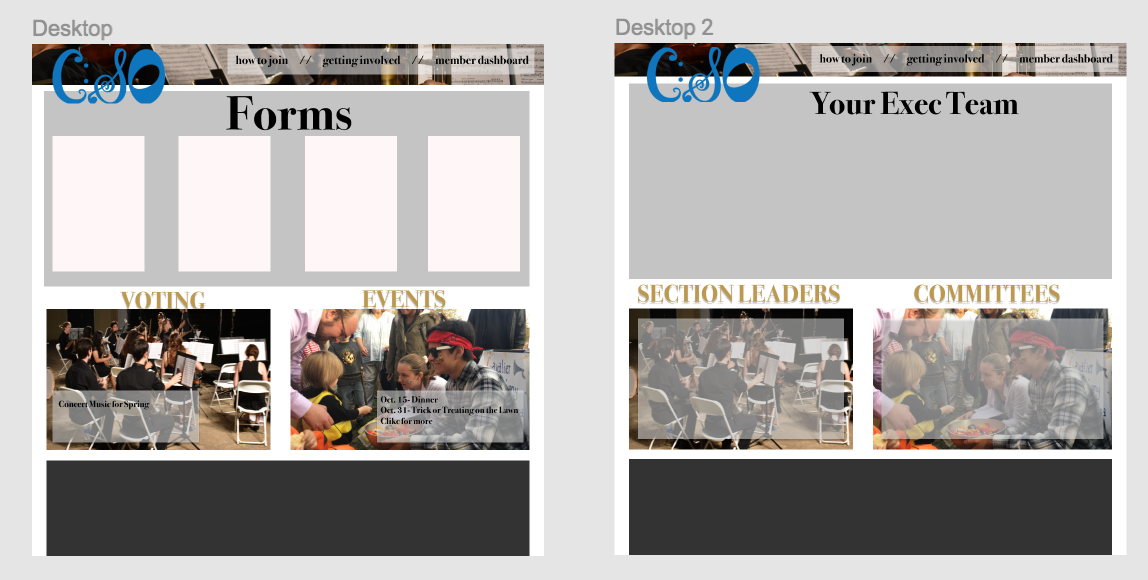 Desktop
CSO
how to join // getting involved // member dashboard
Forms
VOTING
EVENTS
Concert Music for Spring
Oct. 15- Dinner
Oct. 31- Trick or Treating on the Lawn
Clike for more
Desktop 2
CSO
how to join // getting involved // member dashboard
Your Exec Team
SECTION LEADERS
COMMITTEES